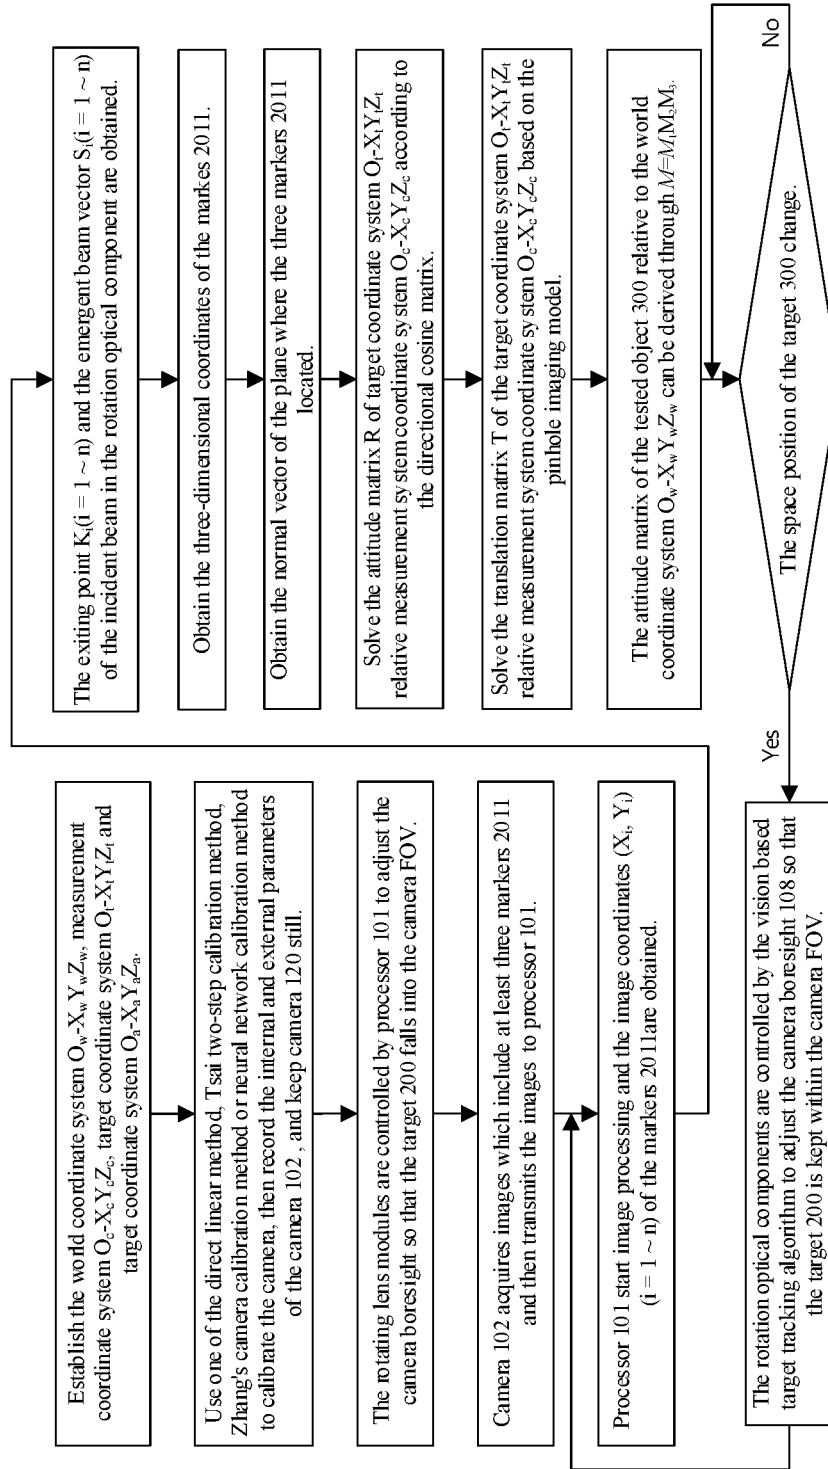 Establish the world coordinate system Ow-XwYwZw, measurement
coordinate system Oc-XcYcZc, target coordinate system Ot-XtYtZt and
target coordinate system Oa-XaYaZa.
Use one of the direct linear method, Tsai two-step calibration method,
Zhang's camera calibration method or neural network calibration method
to calibrate the camera, then record the internal and external parameters
of the camera 102 , and keep camera 120 still.
The rotating lens modules are controlled by processor 101 to adjust the
camera boresight so that the target 200 falls into the camera FOV.
Camera 102 acquires images which include at least three markers 2011
and then transmits the images to processor 101.
Processor 101 start image processing and the image coordinates (Xi, Yi)
(i = 1 ~ n) of the markers 2011are obtained.
The exiting point Ki(i = 1 ~ n) and the emergent beam vector Si(i = 1 ~ n)
of the incident beam in the rotation optical component are obtained.
Obtain the three-dimensional coordinates of the markes 2011.
Obtain the normal vector of the plane where the three markers 2011
located.
Solve the attitude matrix R of target coordinate system Ot-XtYtZt
relative measurement system coordinate system Oc-XcYcZc according to
the directional cosine matrix.
Solve the translation matrix T of the target coordinate system Ot-XtYtZt
relative measurement system coordinate system Oc-XcYcZc based on the
pinhole imaging model.
The attitude matrix of the tested object 300 relative to the world
coordinate system Ow-XwYwZw can be derived through M=M1M2M3.
The space position of the target 300 change.
No
Yes
The rotation optical components are controlled by the vision based
target tracking algorithm to adjust the camera boresight 108 so that
the target 200 is kept within the camera FOV.